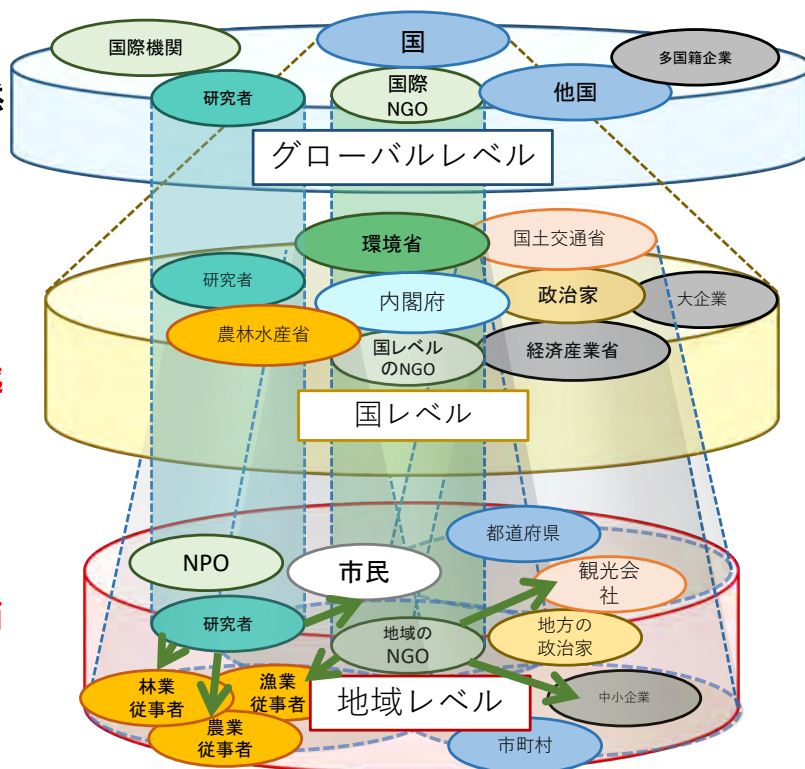 国際機関
国
多国籍企業
研究者
国際
NGO
他国
グローバルレベル
環境省
国土交通省
研究者
内閣府
政治家
大企業
農林水産省
国レベル
のNGO
経済産業省
国レベル
都道府県
NPO
市民
観光会
社
研究者
地域の
NGO
地方の
政治家
林業
従事者
漁業
従事者
地域レベル
中小企業
農業
従事者
市町村